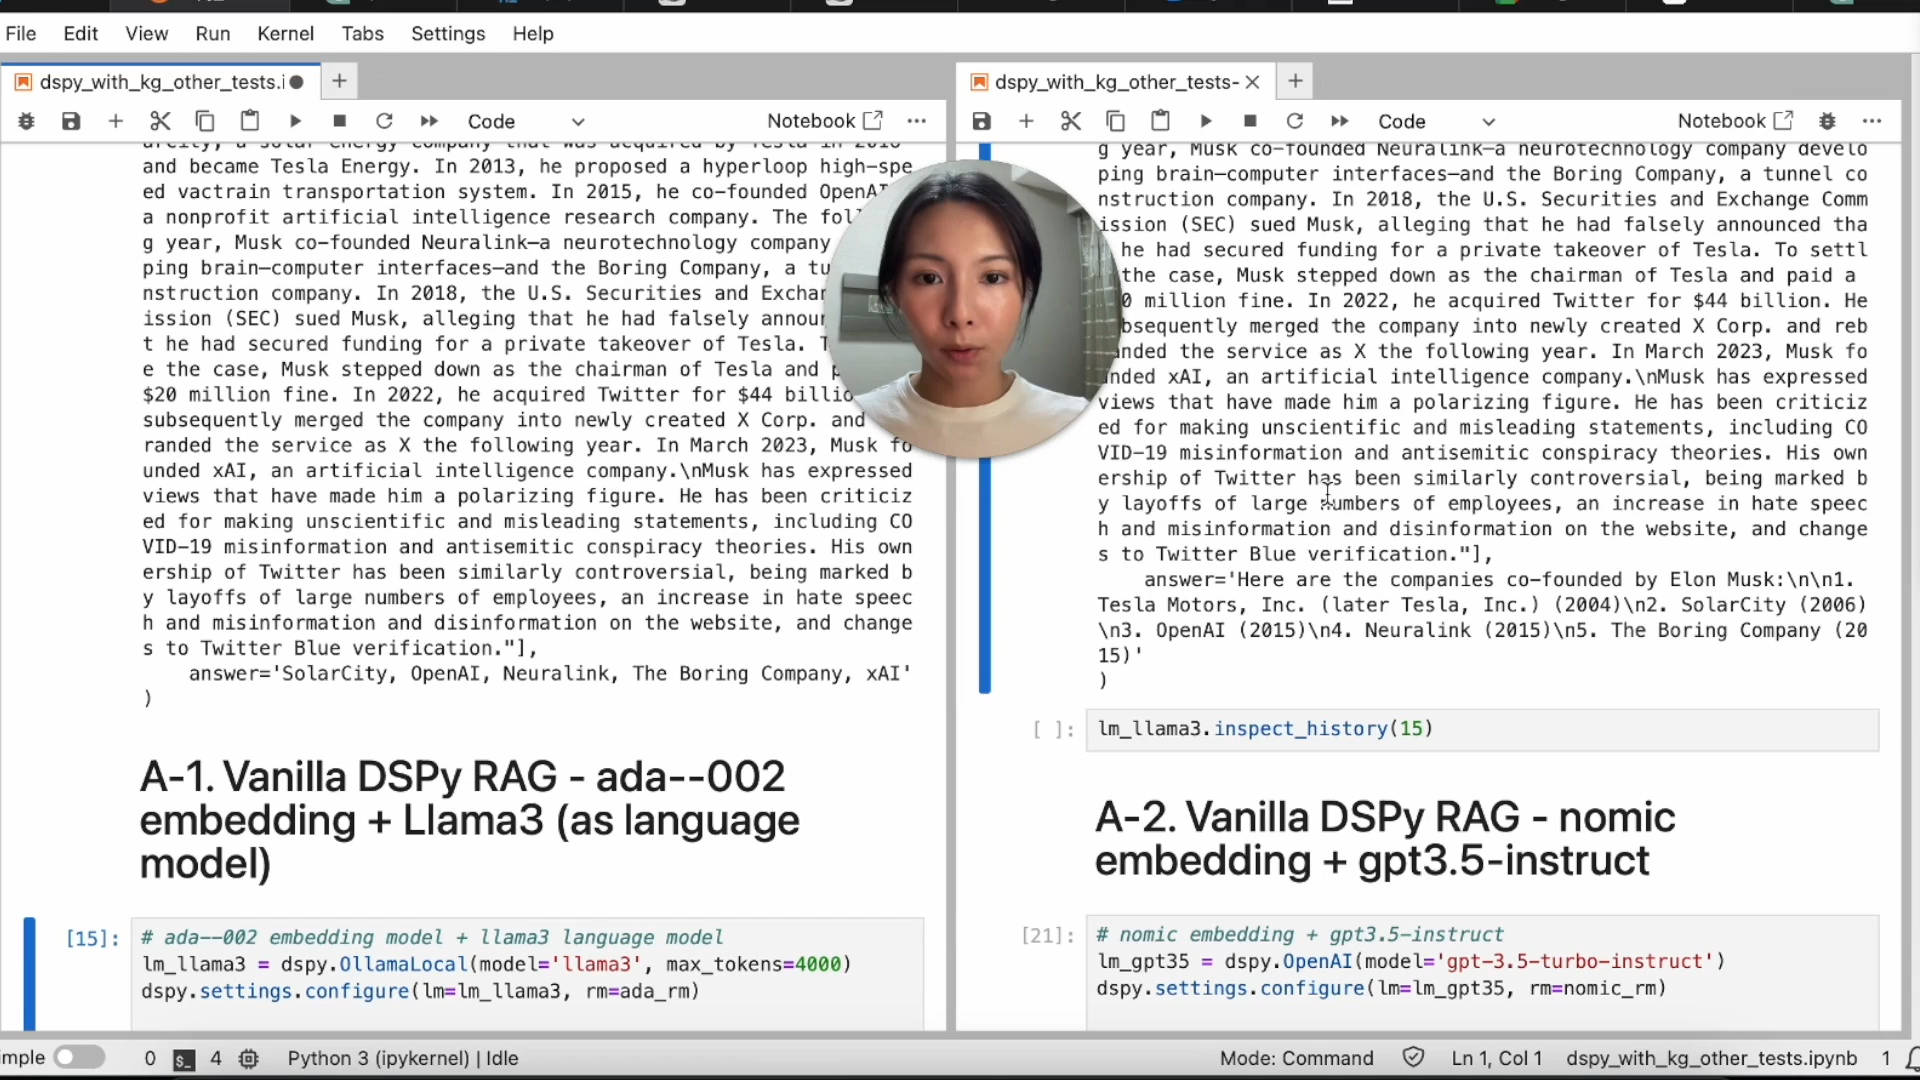 File Edit View Run Kernel Tabs Settings Help
dspy_with_kg_other_tests.i
Code
Notebook
and became Tesla Energy. In 2013, he proposed a hyperloop high-spe
ed vactrain transportation system. In 2015, he co-founded OpenAI
a nonprofit artificial intelligence research company. The fol
g year, Musk co-founded Neuralink—a neurotechnology company
ping brain–computer interfaces—and the Boring Company, a tu
nstruction company. In 2018, the U.S. Securities and Exchan
ission (SEC) sued Musk, alleging that he had falsely annou
t he had secured funding for a private takeover of Tesla. T
e the case, Musk stepped down as the chairman of Tesla and p
$20 million fine. In 2022, he acquired Twitter for $44 billio
subsequently merged the company into newly created X Corp. and
randed the service as X the following year. In March 2023, Musk fo
unded xAI, an artificial intelligence company.\nMusk has expressed
views that have made him a polarizing figure. He has been criticiz
ed for making unscientific and misleading statements, including CO
VID-19 misinformation and antisemitic conspiracy theories. His own
ership of Twitter has been similarly controversial, being marked b
y layoffs of large numbers of employees, an increase in hate speec
h and misinformation and disinformation on the website, and change
s to Twitter Blue verification."],
answer='SolarCity, OpenAI, Neuralink, The Boring Company, xAI'
)
A-1. Vanilla DSPy RAG - ada--002
embedding + Llama3 (as language
model)
[15]: # ada--002 embedding model + llama3 language model
lm_llama3 = dspy.OllamaLocal(model='llama3', max_tokens=4000)
dspy.settings.configure(lm=lm_llama3, rm=ada_rm)
dspy_with_kg_other_tests-
Code
Notebook
g year, Musk co-founded Neuralink—a neurotechnology company develo
ping brain–computer interfaces—and the Boring Company, a tunnel co
nstruction company. In 2018, the U.S. Securities and Exchange Comm
ission (SEC) sued Musk, alleging that he had falsely announced tha
he had secured funding for a private takeover of Tesla. To settl
the case, Musk stepped down as the chairman of Tesla and paid a
0 million fine. In 2022, he acquired Twitter for $44 billion. He
bsequently merged the company into newly created X Corp. and reb
anded the service as X the following year. In March 2023, Musk fo
unded xAI, an artificial intelligence company.\nMusk has expressed
views that have made him a polarizing figure. He has been criticiz
ed for making unscientific and misleading statements, including CO
VID-19 misinformation and antisemitic conspiracy theories. His own
ership of Twitter has been similarly controversial, being marked b
y layoffs of large numbers of employees, an increase in hate speec
h and misinformation and disinformation on the website, and change
s to Twitter Blue verification."],
answer='Here are the companies co-founded by Elon Musk:\n\n1.
Tesla Motors, Inc. (later Tesla, Inc.) (2004)\n2. SolarCity (2006)
\n3. OpenAI (2015)\n4. Neuralink (2015)\n5. The Boring Company (20
15)'
)
[ ]: lm_llama3.inspect_history(15)
A-2. Vanilla DSPy RAG - nomic
embedding + gpt3.5-instruct
[21]: # nomic embedding + gpt3.5-instruct
lm_gpt35 = dspy.OpenAI(model='gpt-3.5-turbo-instruct')
dspy.settings.configure(lm=lm_gpt35, rm=nomic_rm)
imple 0 4 Python 3 (ipykernel) | Idle Mode: Command Ln 1, Col 1 dspy_with_kg_other_tests.ipynb 1